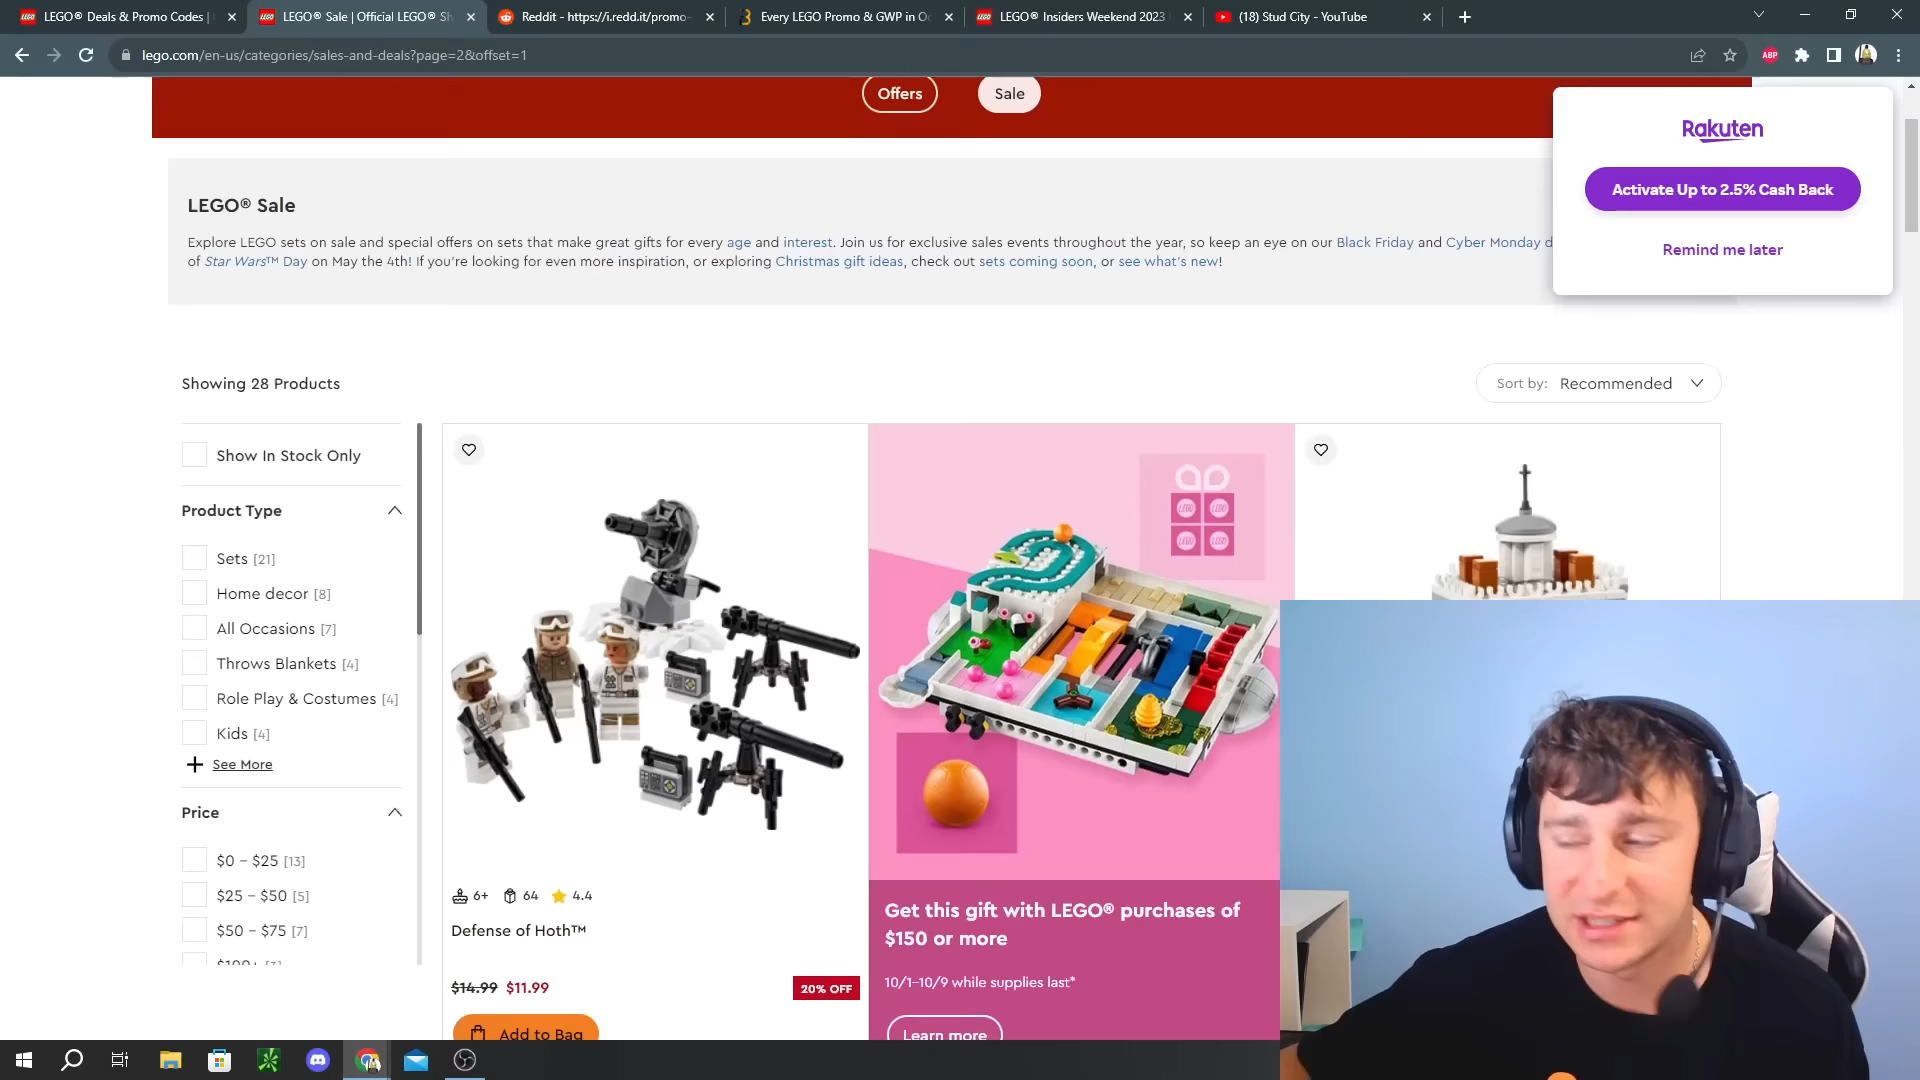 LEGO® Deals & Promo Codes |
LEGO® Sale | Official LEGO® Sh
Reddit - https://i.redd.it/promo-
Every LEGO Promo & GWP in Oc
LEGO® Insiders Weekend 2023
(18) Stud City - YouTube
lego.com/en-us/categories/sales-and-deals?page=2&offset=1
ABP
Offers
Sale
Rakuten
Activate Up to 2.5% Cash Back
Remind me later
LEGO® Sale
Explore LEGO sets on sale and special offers on sets that make great gifts for every age and interest. Join us for exclusive sales events throughout the year, so keep an eye on our Black Friday and Cyber Monday d
of Star Wars™ Day on May the 4th! If you're looking for even more inspiration, or exploring Christmas gift ideas, check out sets coming soon, or see what's new!
Showing 28 Products
Sort by: Recommended
Show In Stock Only
Product Type
Sets [21]
Home decor [8]
All Occasions [7]
Throws Blankets [4]
Role Play & Costumes [4]
Kids [4]
See More
Price
$0 - $25 [13]
$25 - $50 [5]
$50 - $75 [7]
6+ 64 4.4
Defense of Hoth™
$14.99 $11.99
20% OFF
Add to Bag
LEGO LEGO
LEGO LEGO
Get this gift with LEGO® purchases of
$150 or more
10/1-10/9 while supplies last*
Learn more